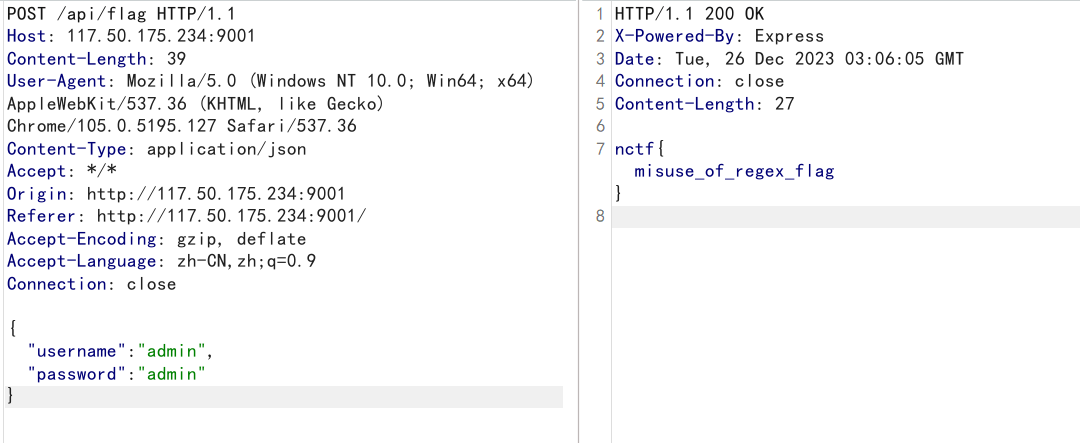 POST /api/flag HTTP/1.1
Host: 117.50.175.234:9001
Content-Length: 39
User-Agent: Mozilla/5.0 (Windows NT 10.0; Win64; x64)
AppleWebKit/537.36 (KHTML, like Gecko)
Chrome/105.0.5195.127 Safari/537.36
Content-Type: application/json
Accept: */*
Origin: http://117.50.175.234:9001
Referer: http://117.50.175.234:9001/
Accept-Encoding: gzip, deflate
Accept-Language: zh-CN,zh;q=0.9
Connection: close
{
"username":"admin",
"password":"admin"
}
1 HTTP/1.1 200 OK
2 X-Powered-By: Express
3 Date: Tue, 26 Dec 2023 03:06:05 GMT
4 Connection: close
5 Content-Length: 27
6
7 nctf{
misuse_of_regex_flag
}
8